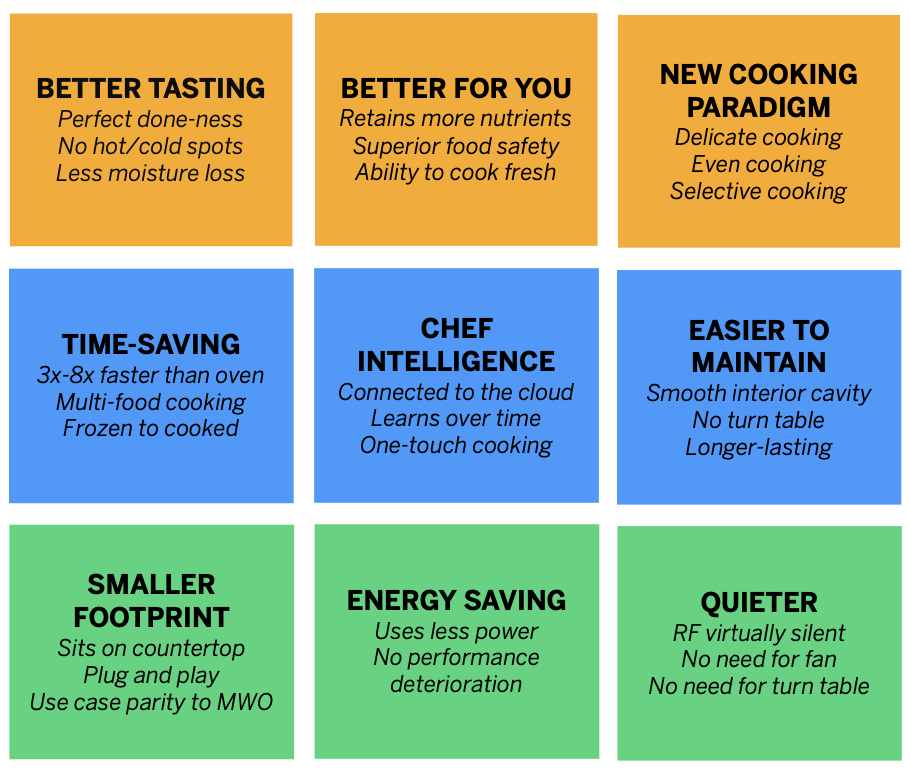 BETTER TASTING
Perfect done-ness
No hot/cold spots
Less moisture loss
BETTER FOR YOU
Retains more nutrients
Superior food safety
Ability to cook fresh
NEW COOKING
PARADIGM
Delicate cooking
Even cooking
Selective cooking
TIME-SAVING
3x-8x faster than oven
Multi-food cooking
Frozen to cooked
CHEF
INTELLIGENCE
Connected to the cloud
Learns over time
One-touch cooking
EASIER TO
MAINTAIN
Smooth interior cavity
No turn table
Longer-lasting
SMALLER
FOOTPRINT
Sits on countertop
Plug and play
Use case parity to MWO
ENERGY SAVING
Uses less power
No performance
deterioration
QUIETER
RF virtually silent
No need for fan
No need for turn table